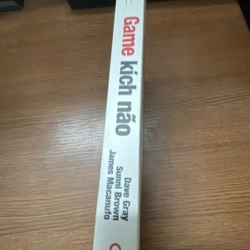 Game kích não
Dave Gray
Sunni Brown
James Macanufo